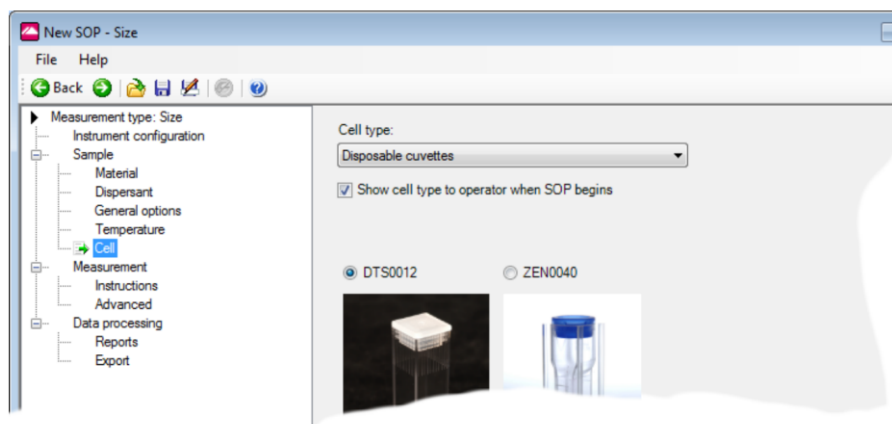 New SOP - Size
File Help
Back
Measurement type: Size
Instrument configuration
Sample
Material
Dispersant
General options
Temperature
Cell
Measurement
Instructions
Advanced
Data processing
Reports
Export
Cell type:
Disposable cuvettes
Show cell type to operator when SOP begins
DTS0012 ZEN0040